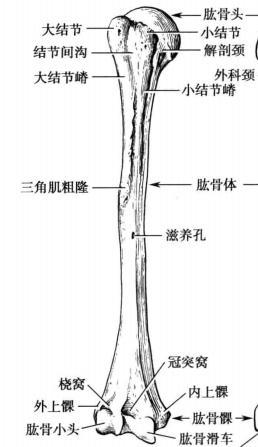 肱骨头
大结节
小结节
结节间沟
解剖颈
大结节嵴
外科颈
小结节嵴
三角肌粗隆
肱骨体
滋养孔
冠突窝
桡窝
内上髁
外上髁
肱骨髁
肱骨小头
肱骨滑车